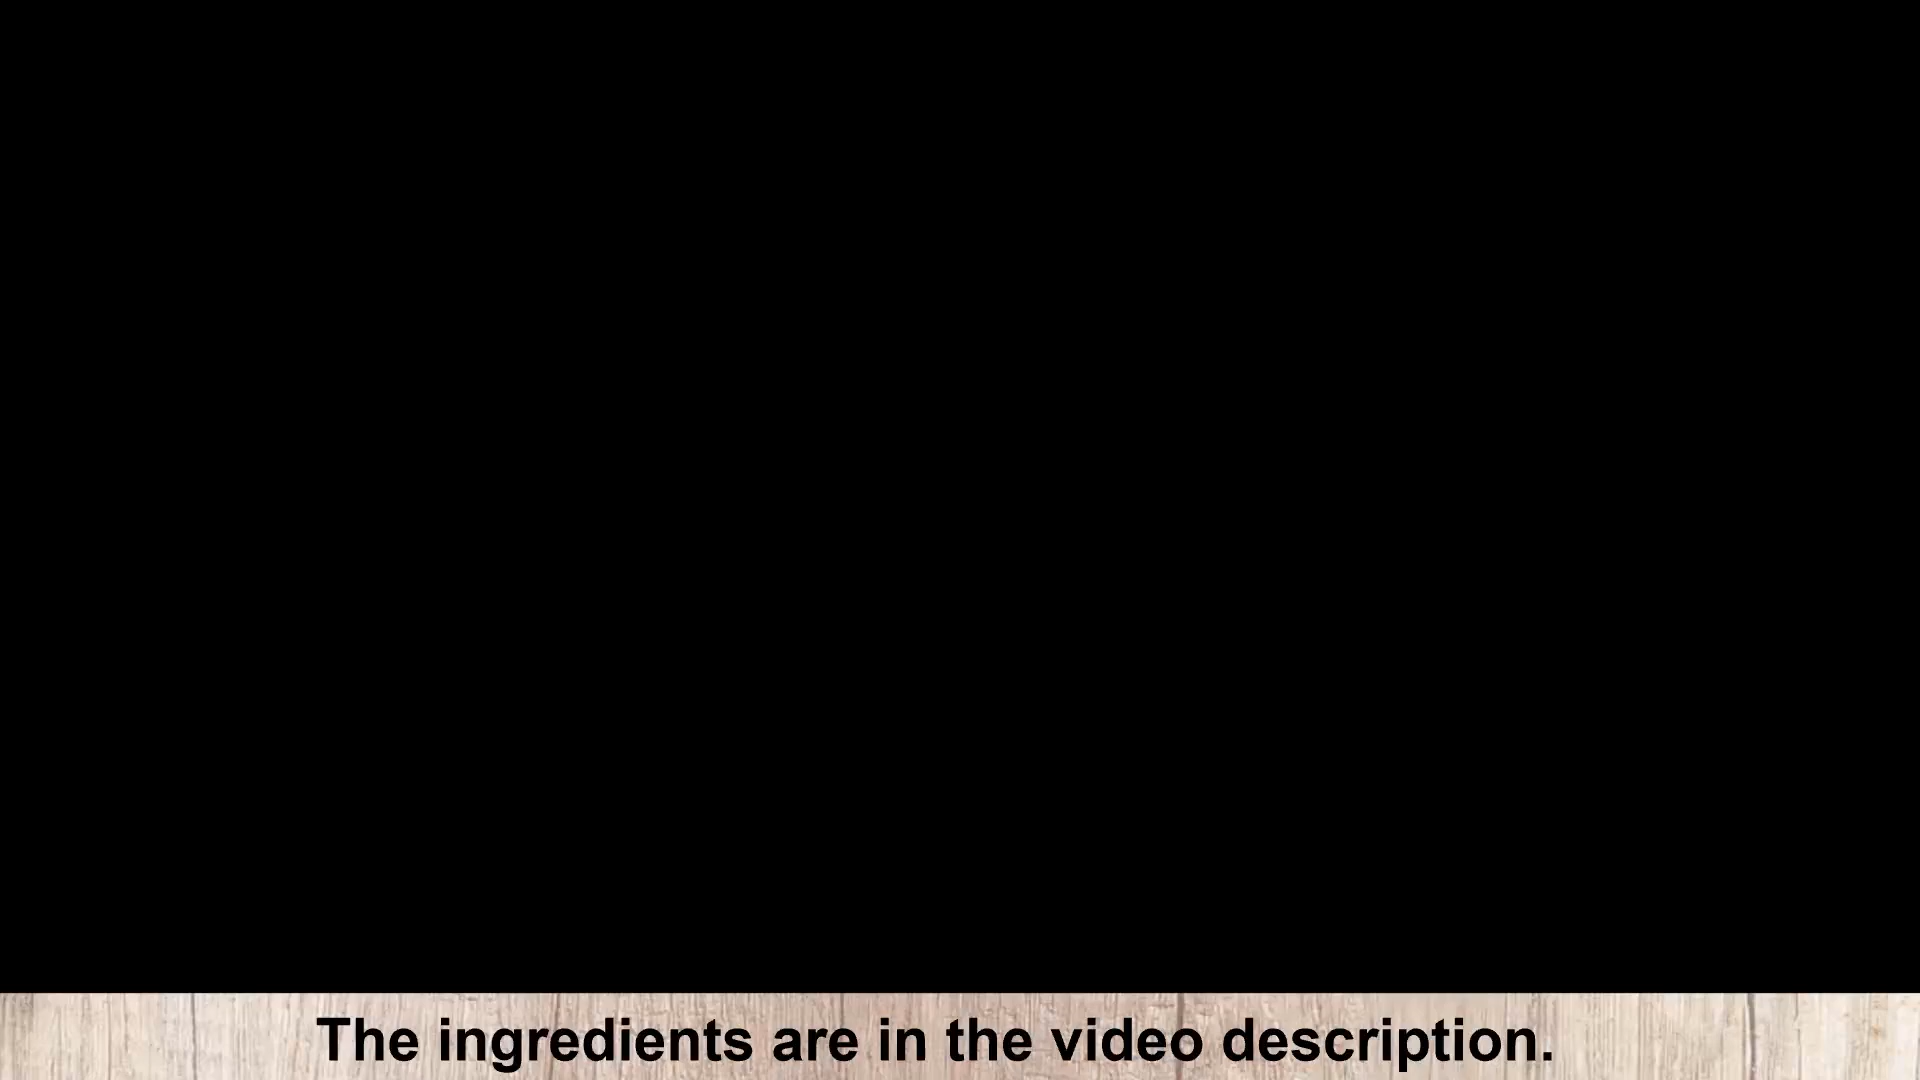 The ingredients are in the video description.